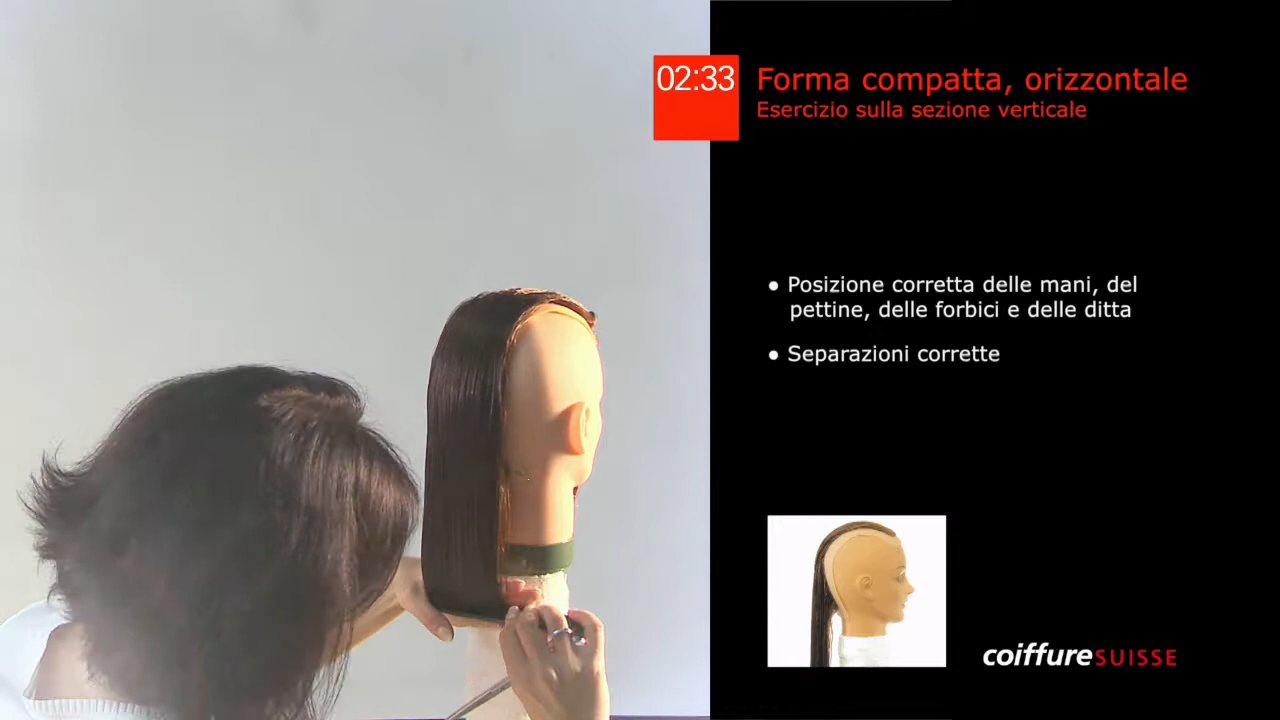 02:33
Forma compatta, orizzontale
Esercizio sulla sezione verticale
● Posizione corretta delle mani, del
pettine, delle forbici e delle ditta
● Separazioni corrette
coiffureSUISSE